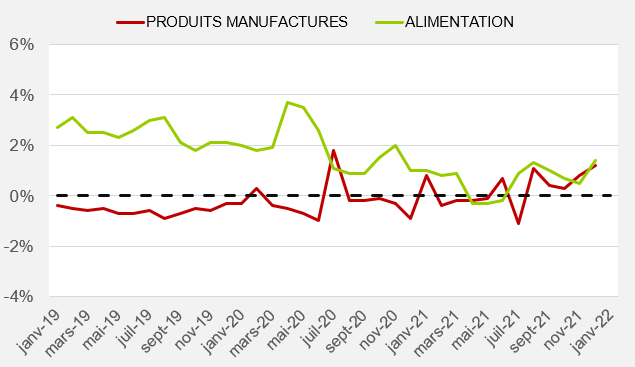 PRODUITS MANUFACTURES
ALIMENTATION
6%
4%
2%
0%
-2%
-4%
janv-19
mars-19
mai-19
juil-19
sept-19
nov-19
janv-20
mars-20
mai-20
juil-20
sept-20
nov-20
janv-21
mars-21
mai-21
juil-21
sept-21
nov-21
janv-22